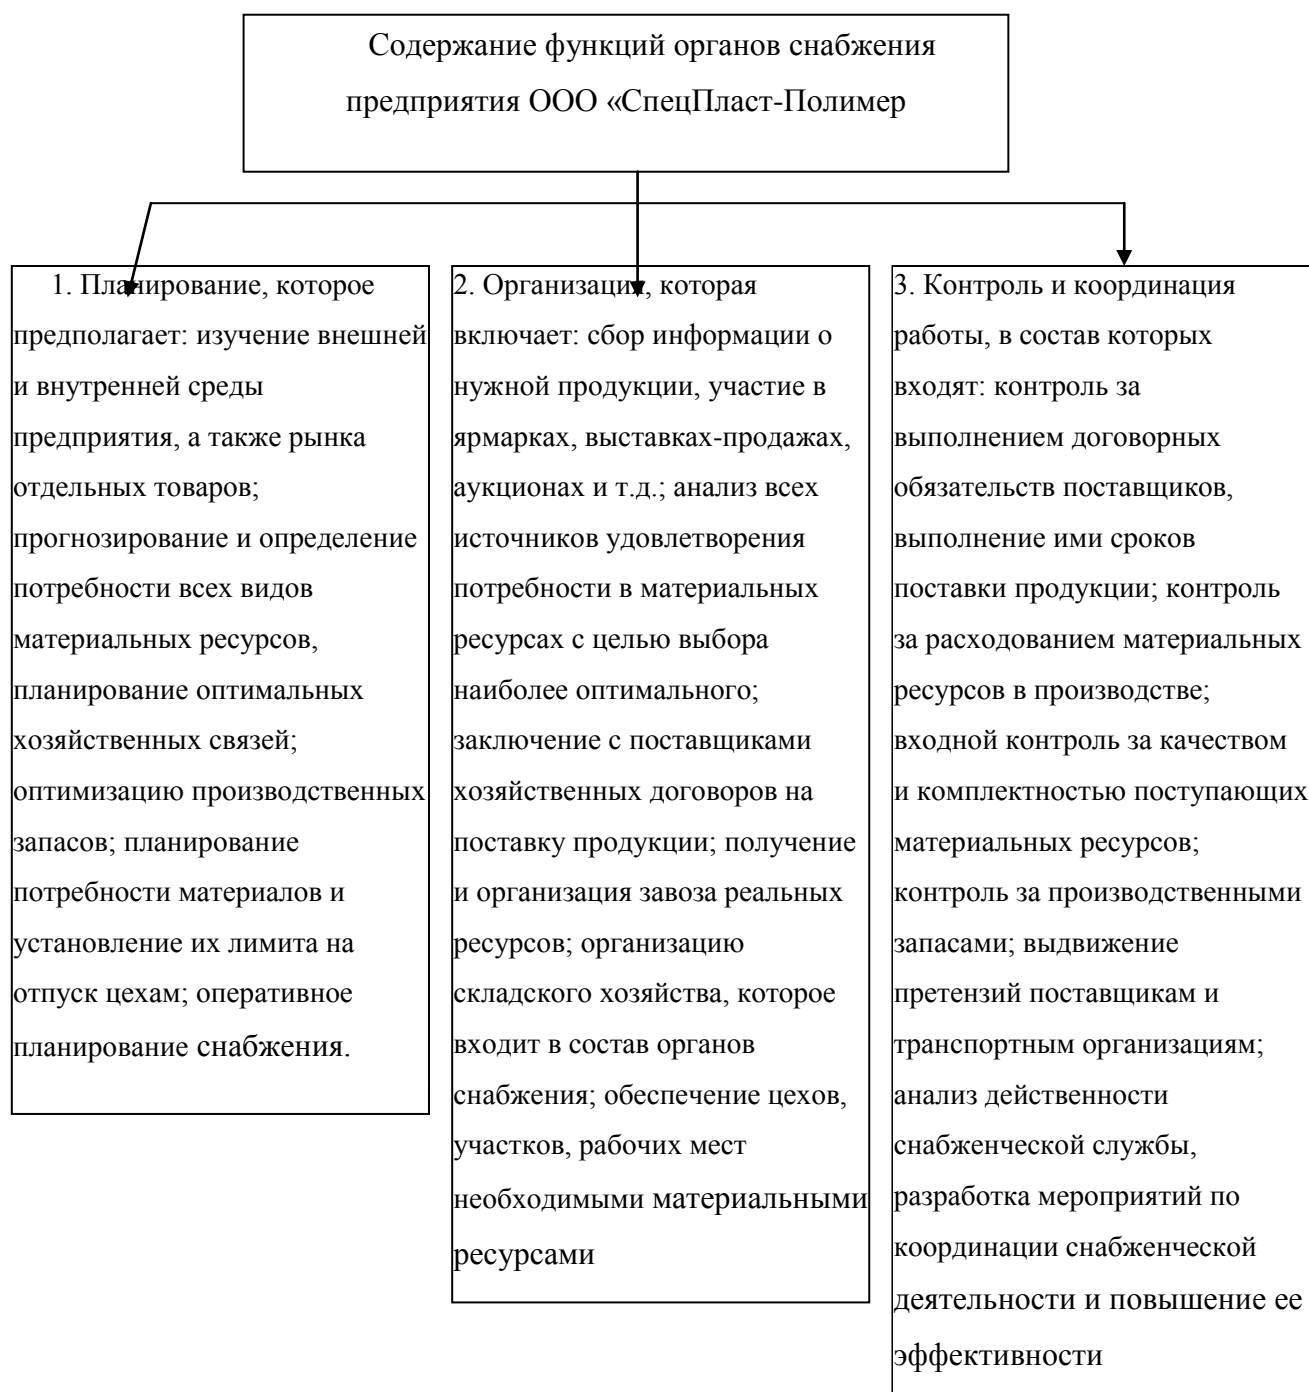 Содержание функций органов снабжения
предприятия ООО «СпецПласт-Полимер
1. Планирование, которое
предполагает: изучение внешней
и внутренней среды
предприятия, а также рынка
отдельных товаров;
прогнозирование и определение
потребности всех видов
материальных ресурсов,
планирование оптимальных
хозяйственных связей;
оптимизацию производственных
запасов; планирование
потребности материалов и
установление их лимита на
отпуск цехам; оперативное
планирование снабжения.
2. Организация, которая
включает: сбор информации о
нужной продукции, участие в
ярмарках, выставках-продажах,
аукционах и т.д.; анализ всех
источников удовлетворения
потребности в материальных
ресурсах с целью выбора
наиболее оптимального;
заключение с поставщиками
хозяйственных договоров на
поставку продукции; получение
и организация завоза реальных
ресурсов; организацию
складского хозяйства, которое
входит в состав органов
снабжения; обеспечение цехов,
участков, рабочих мест
необходимыми материальными
ресурсами
3. Контроль и координация
работы, в состав которых
входят: контроль за
выполнением договорных
обязательств поставщиков,
выполнение ими сроков
поставки продукции; контроль
за расходованием материальных
ресурсов в производстве;
входной контроль за качеством
и комплектностью поступающих
материальных ресурсов;
контроль за производственными
запасами; выдвижение
претензий поставщикам и
транспортным организациям;
анализ действенности
снабженческой службы,
разработка мероприятий по
координации снабженческой
деятельности и повышение ее
эффективности